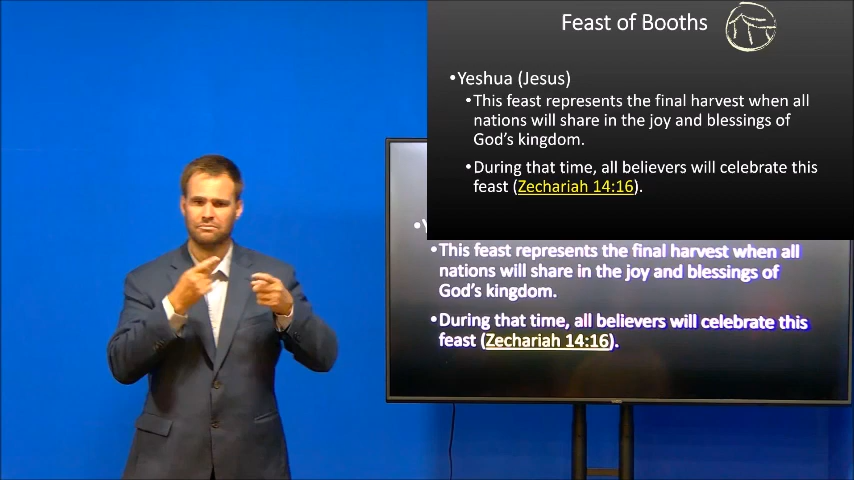 Feast of Booths
•Yeshua (Jesus)
•This feast represents the final harvest when all
nations will share in the joy and blessings of
God's kingdom.
•During that time, all believers will celebrate this
feast (Zechariah 14:16).
•This feast represents the final harvest when all
nations will share in the joy and blessings of
God's kingdom.
•During that time, all believers will celebrate this
feast (Zechariah 14:16).